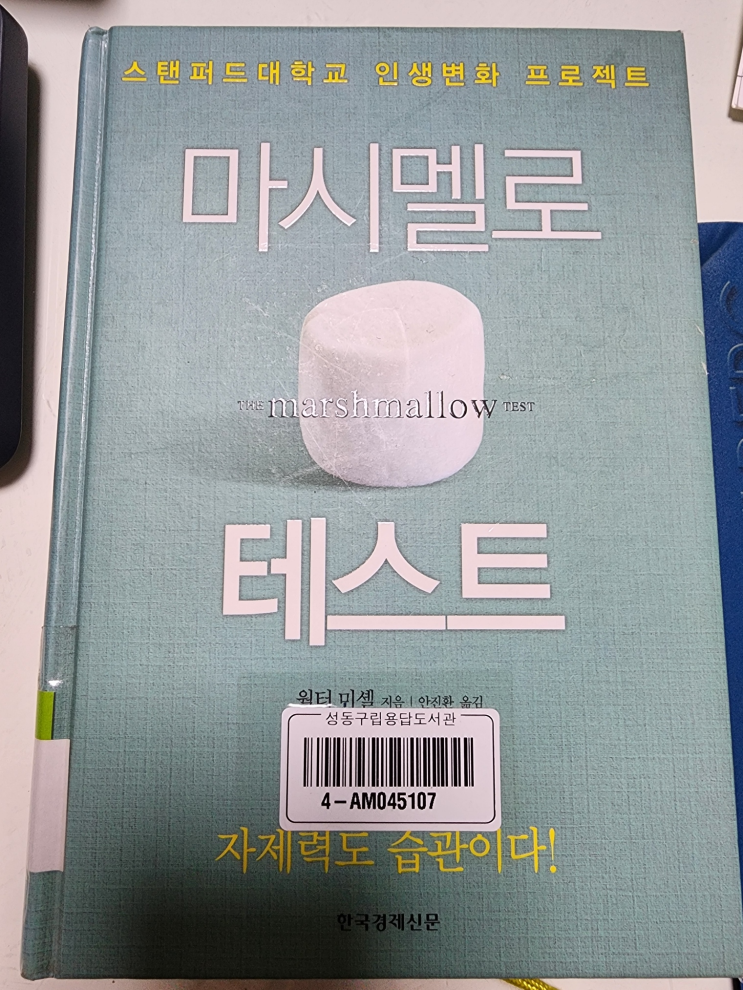 스탠퍼드대학교 인생변화 프로젝트
마시멜로
THE marshmallow TEST
테스트
월터 미셸 지음 | 안진환 옮김
성동구립용답도서관
4-AM045107
자제력도 습관이다!
한국경제신문